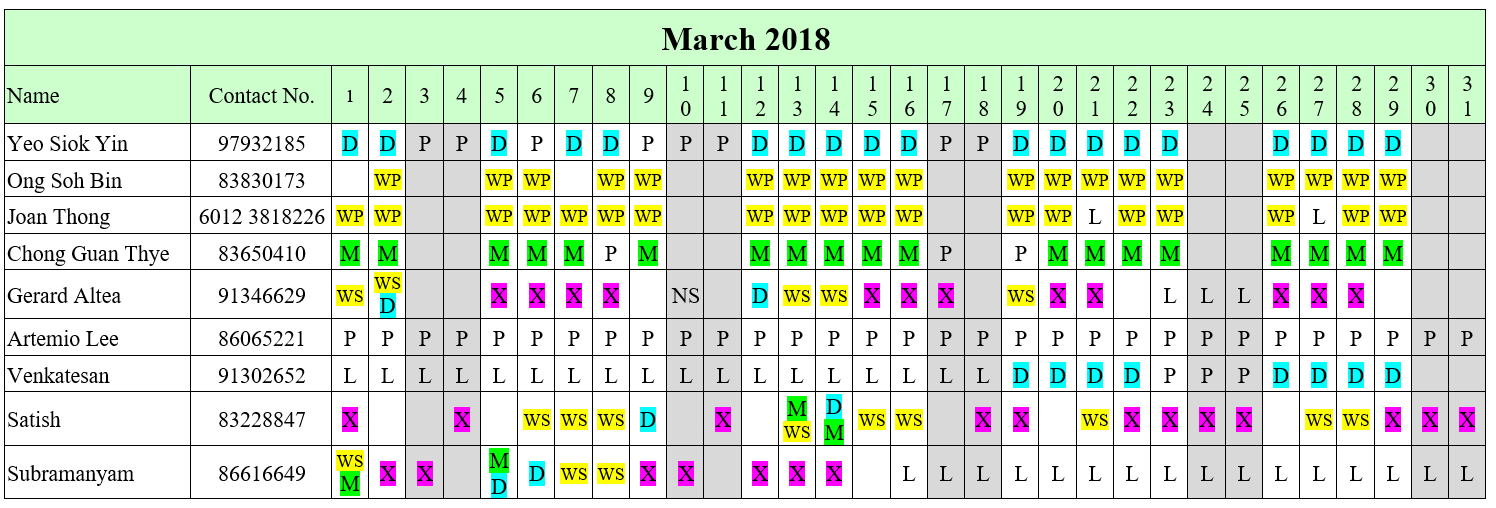 March 2018
Name Contact No. 1 2 3 4 5 6 7 8 9 10 11 12 13 14 15 16 17 18 19 20 21 22 23 24 25 26 27 28 29 30 31
Yeo Siok Yin 97932185 D D P P D P D D P P P D D D D D P P D D D D D D D D D
Ong Soh Bin 83830173 WP WP WP WP WP WP WP WP WP WP WP WP WP WP WP WP WP WP WP
Joan Thong 6012 3818226 WP WP WP WP WP WP WP WP WP WP WP WP WP WP L WP WP WP L WP WP
Chong Guan Thye 83650410 M M M M M P M M M M M M P P M M M M M M M M
Gerard Altea 91346629 WS WS D X X X X NS D WS WS X X X WS X X L L L X X X
Artemio Lee 86065221 P P P P P P P P P P P P P P P P P P P P P P P P P P P P P P P
Venkatesan 91302652 L L L L L L L L L L L L L L L L L L D D D D P P P D D D D
Satish 83228847 X X WS WS WS D X M WS D M WS WS X X WS X X X X WS WS X X X
Subramanyam 86616649 WS M X X M D D WS WS X X X X X L L L L L L L L L L L L L L L L